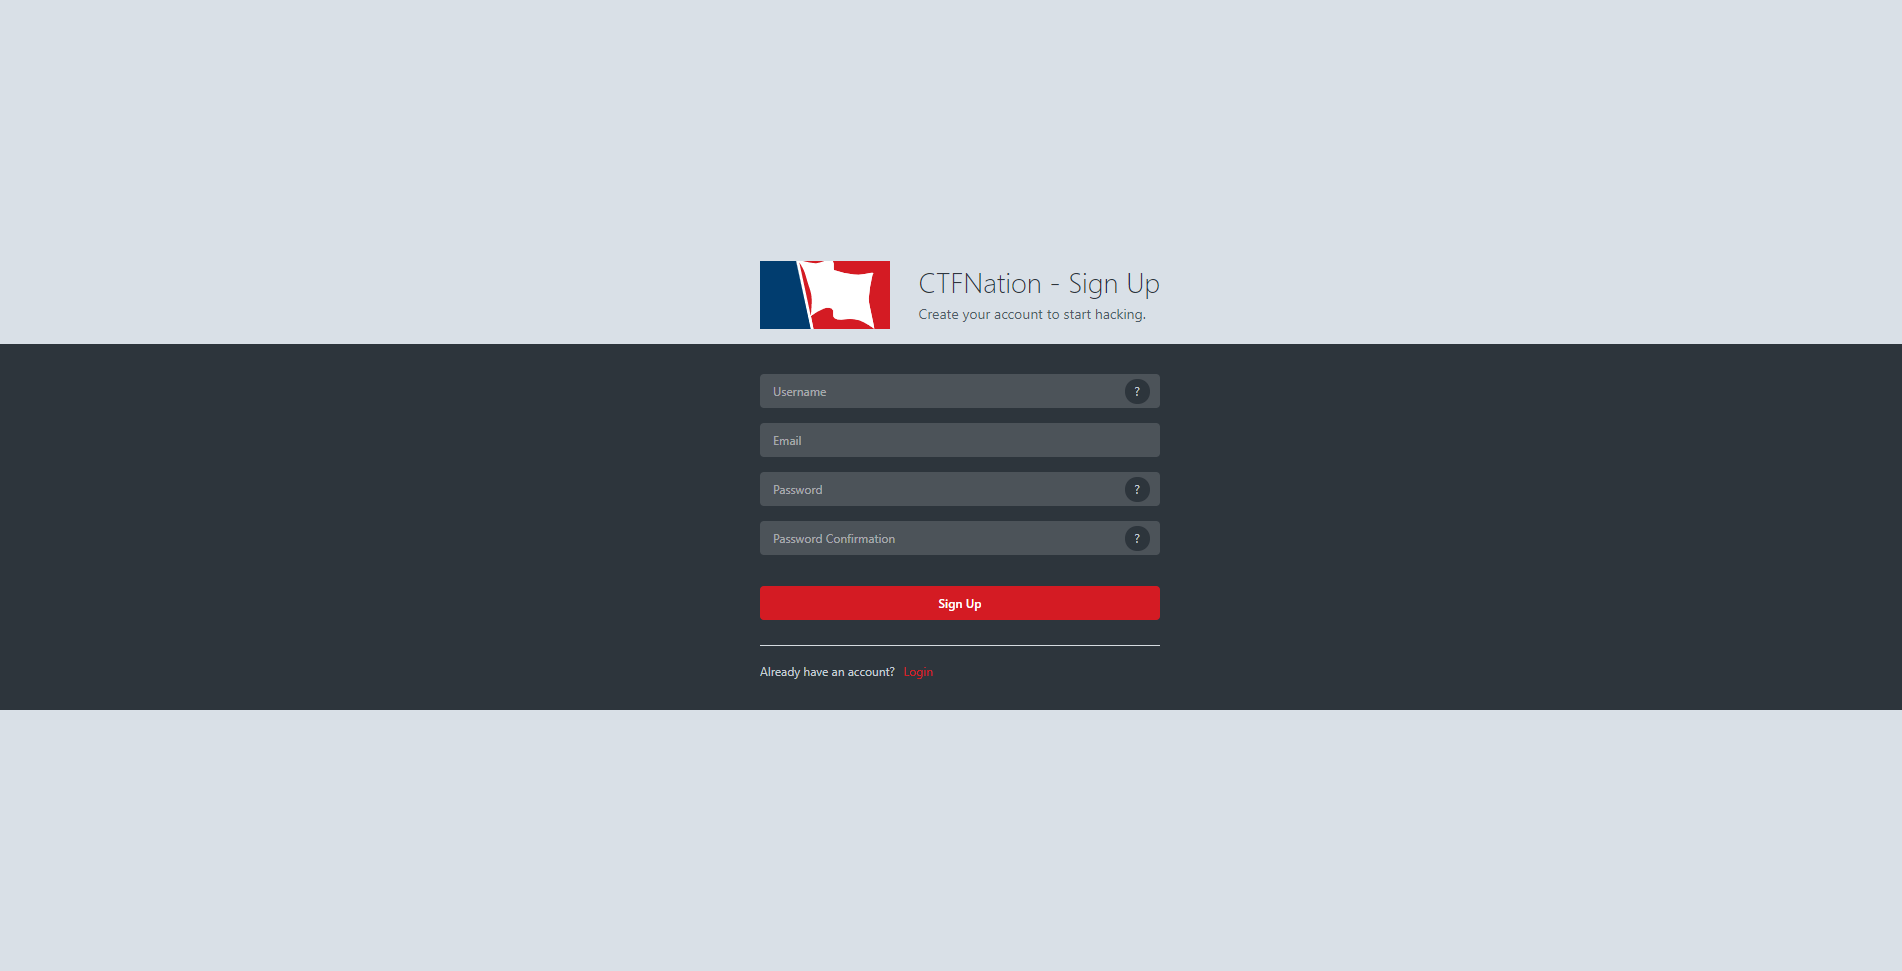 CTFNation - Sign Up
Create your account to start hacking.
Username ?
Email
Password ?
Password Confirmation ?
Sign Up
Already have an account? Login